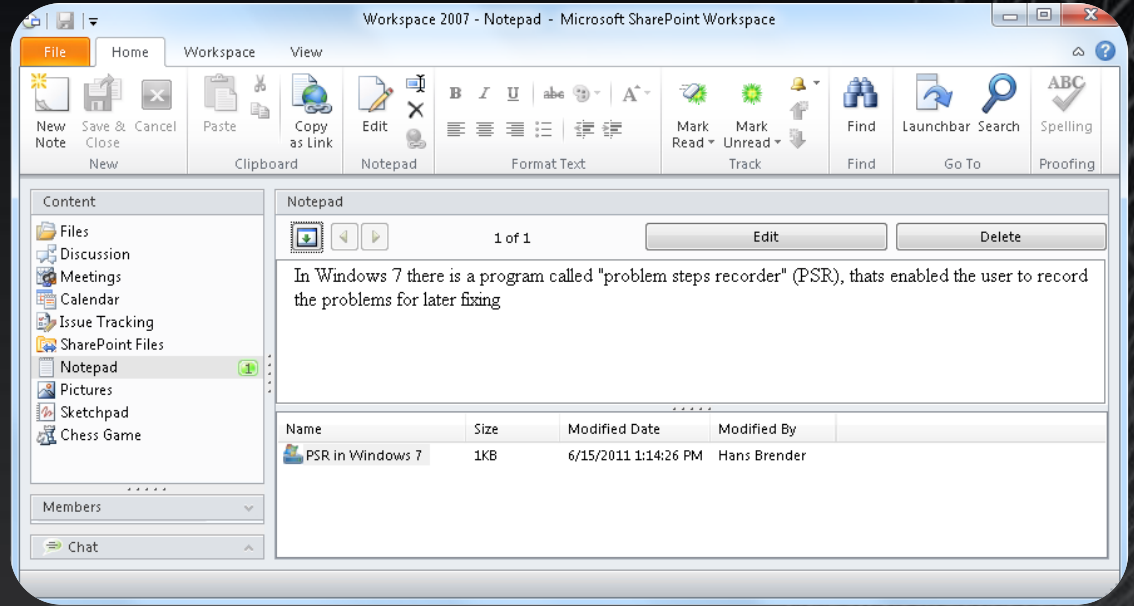 Workspace 2007 - Notepad - Microsoft SharePoint Workspace
File Home Workspace View
New Note
Save & Close
Cancel
New
Paste
Copy as Link
Clipboard
Edit
Notepad
B I U abc A
Format Text
Mark Read
Mark Unread
Track
Find
Find
Launchbar Search
Go To
ABC
Spelling
Proofing
Content
Files
Discussion
Meetings
Calendar
Issue Tracking
SharePoint Files
Notepad 1
Pictures
Sketchpad
Chess Game
Members
Chat
Notepad
1 of 1 Edit Delete
In Windows 7 there is a program called "problem steps recorder" (PSR), thats enabled the user to record
the problems for later fixing
Name Size Modified Date Modified By
PSR in Windows 7 1KB 6/15/2011 1:14:26 PM Hans Brender